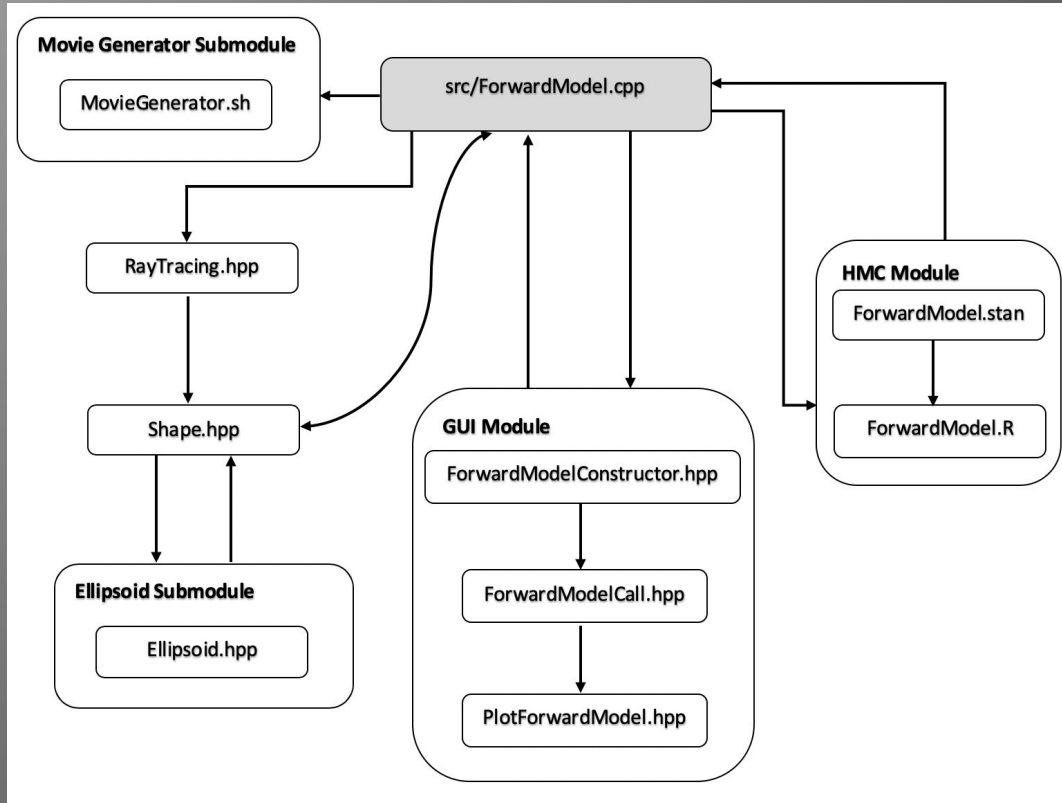 Movie Generator Submodule
MovieGenerator.sh
src/ForwardModel.cpp
RayTracing.hpp
Shape.hpp
Ellipsoid Submodule
Ellipsoid.hpp
GUI Module
ForwardModelConstructor.hpp
ForwardModelCall.hpp
PlotForwardModel.hpp
HMC Module
ForwardModel.stan
ForwardModel.R